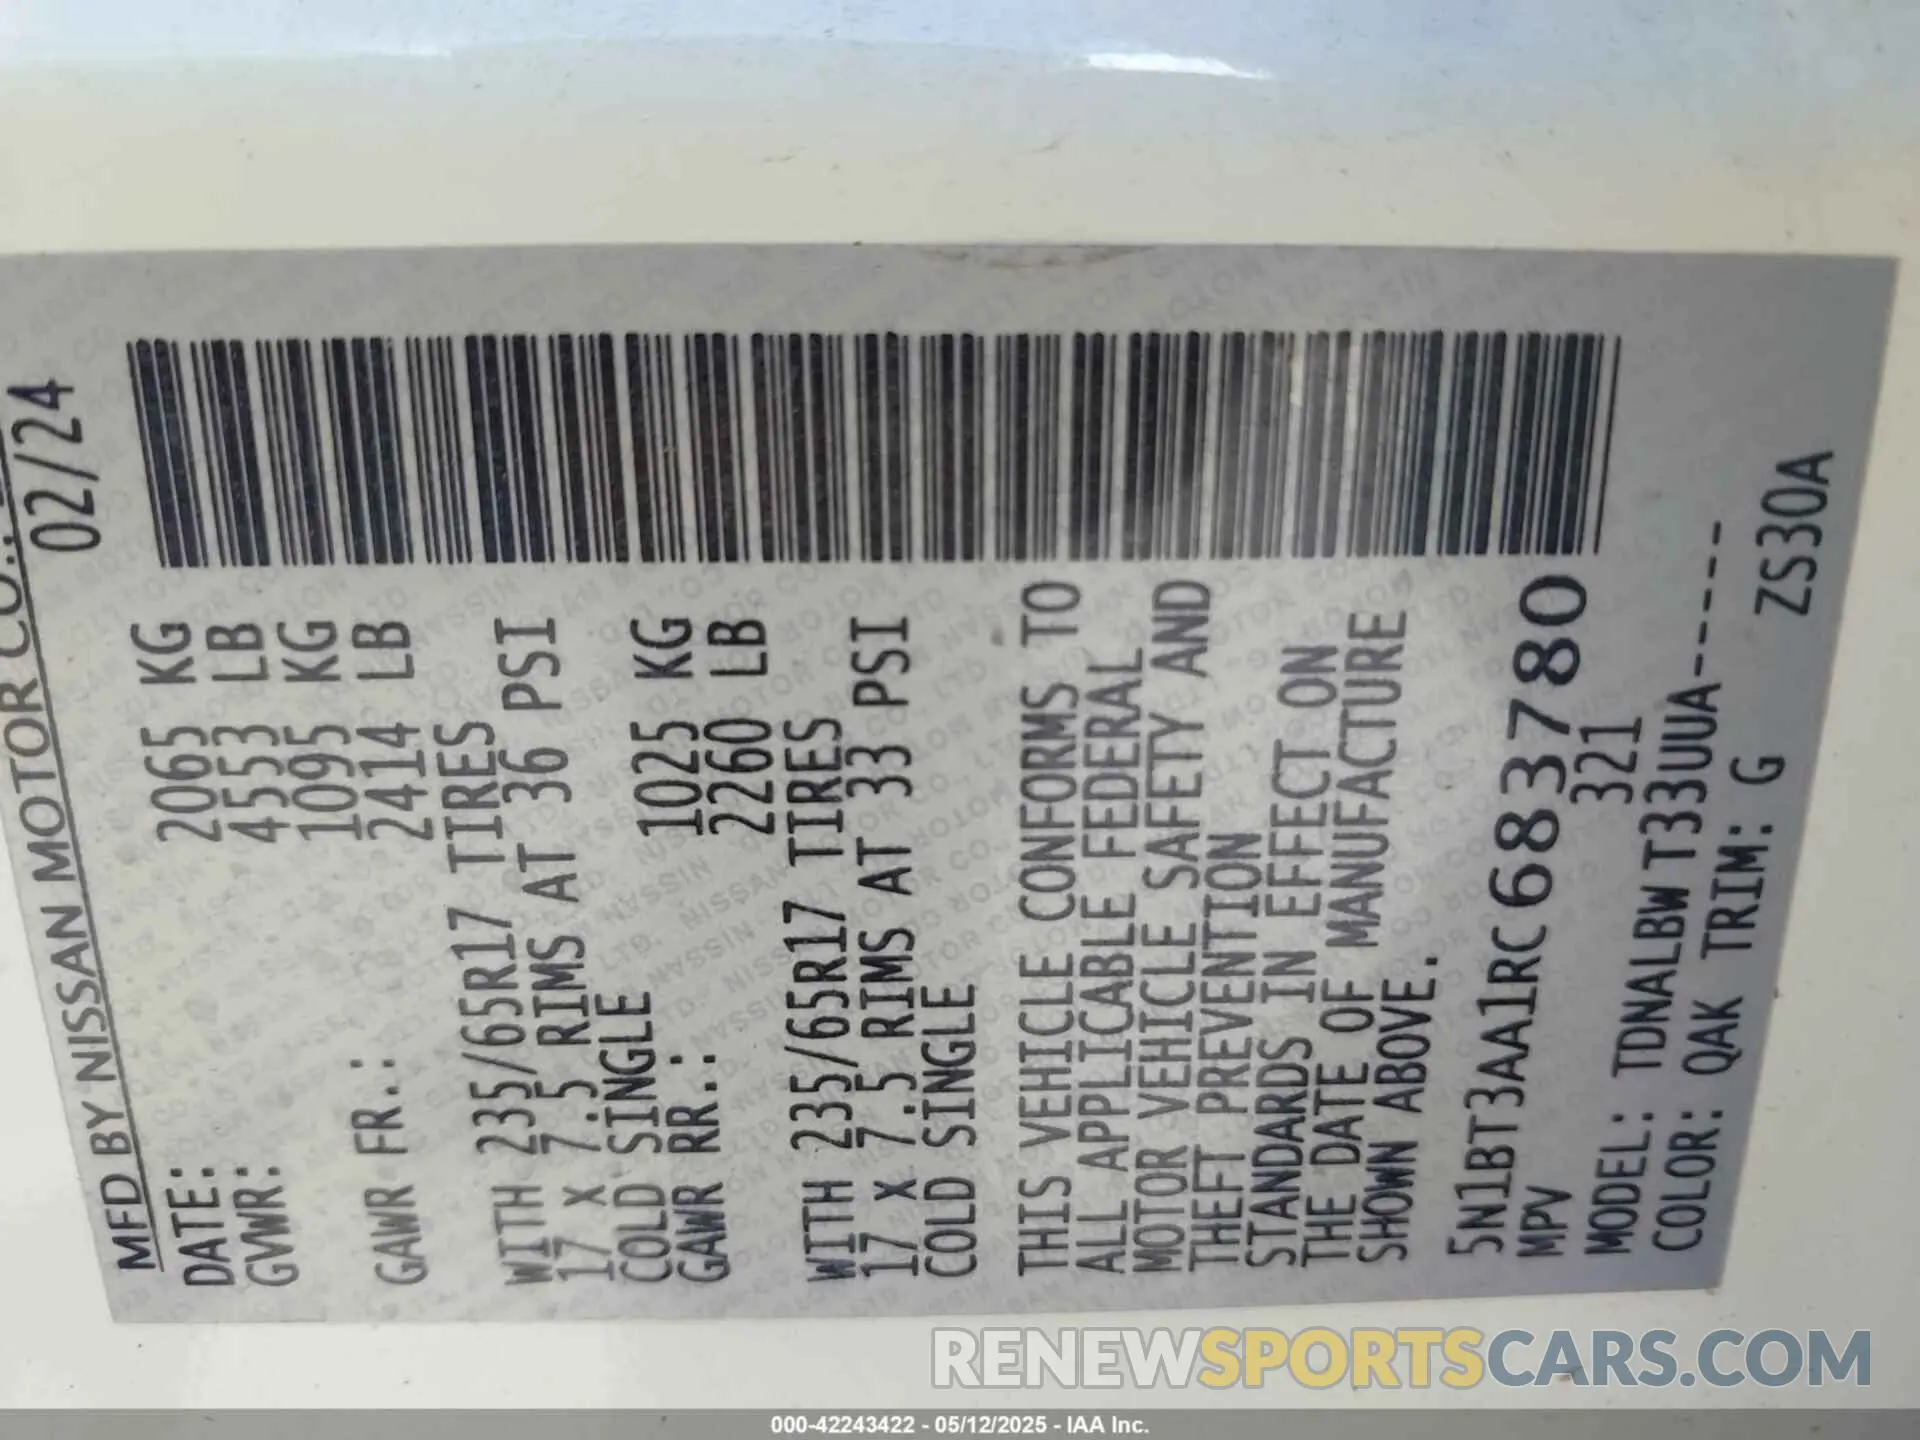 MFD BY NISSAN MOTOR CO.,
DATE: 02/24
GVWR: 2065 KG
4553 LB
GAWR FR.: 1095 KG
2414 LB
WITH 235/65R17 TIRES
17 x 7.5 RIMS AT 36 PSI
COLD SINGLE
GAWR RR.: 1025 KG
2260 LB
WITH 235/65R17 TIRES
17 x 7.5 RIMS AT 33 PSI
COLD SINGLE
THIS VEHICLE CONFORMS TO
ALL APPLICABLE FEDERAL
MOTOR VEHICLE SAFETY AND
THEFT PREVENTION
STANDARDS IN EFFECT ON
THE DATE OF MANUFACTURE
SHOWN ABOVE.
5N1BT3AA1RC683780
MPV 321
MODEL: TDNALBW T33UUA-----
COLOR: QAK TRIM: G ZS30A
RENEWSPORTSCARS.COM
000-42243422 - 05/12/2025 - IAA Inc.